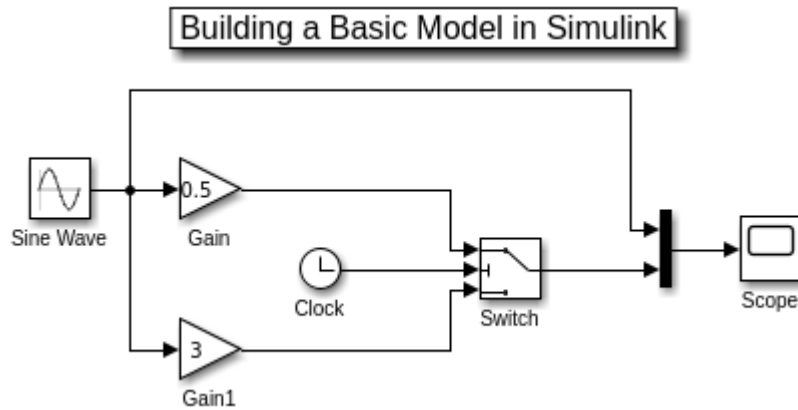 Building a Basic Model in Simulink
0.5
Sine Wave
Gain
Clock
Switch
Scope
3
Gain1